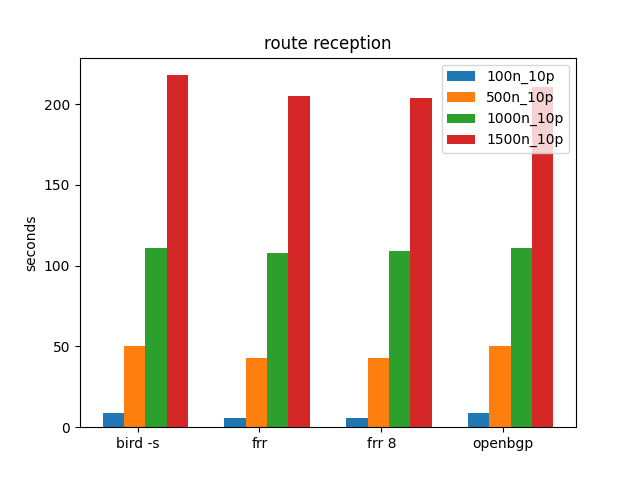 route reception
100n_10p
500n_10p
1000n_10p
1500n_10p
seconds
200
150
100
50
0
bird -s
frr
frr 8
openbgp